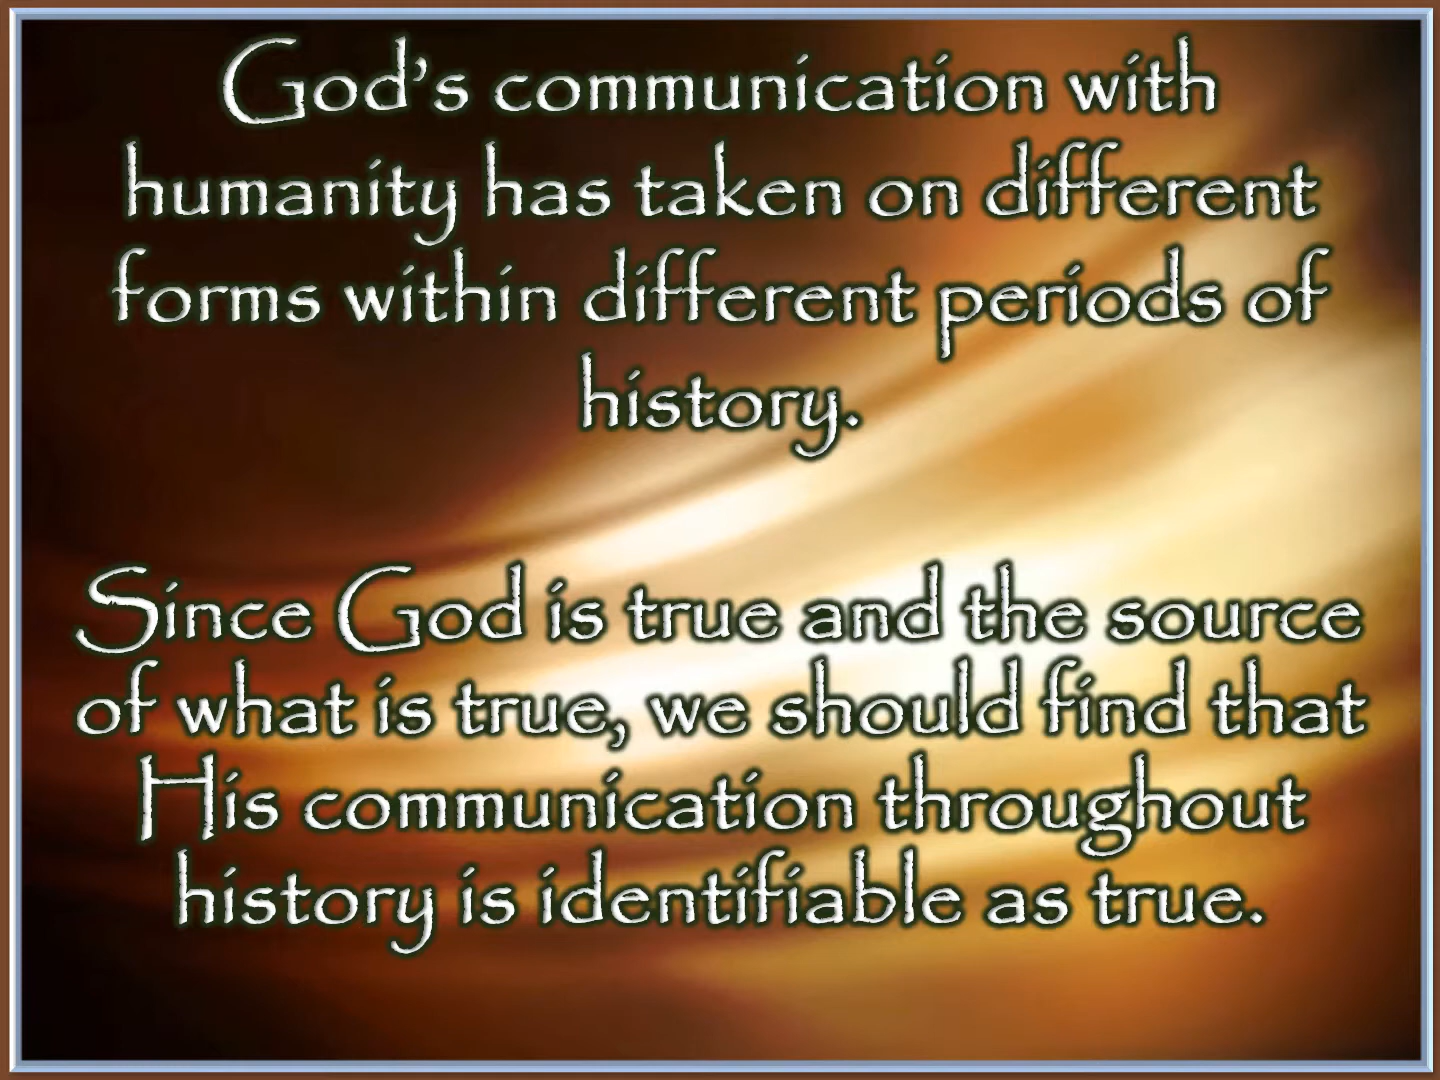 God's communication with
humanity has taken on different
forms within different periods of
history.
Since God is true and the source
of what is true, we should find that
His communication throughout
history is identifiable as true.